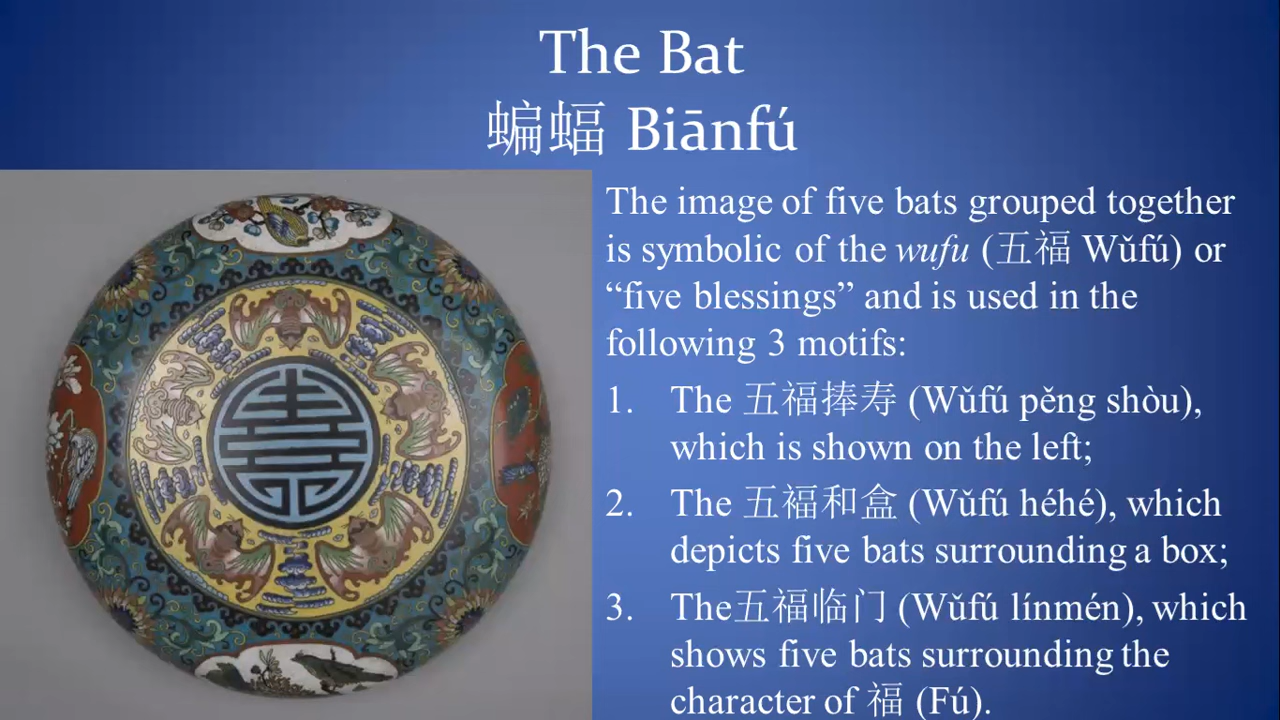 The Bat
蝙蝠 Biānfú
The image of five bats grouped together
is symbolic of the wufu (五福 Wǔfú) or
“five blessings” and is used in the
following 3 motifs:
1. The 五福捧寿 (Wǔfú pěng shòu),
which is shown on the left;
2. The 五褔和盒 (Wǔfú héhé), which
depicts five bats surrounding a box;
3. The五福临门 (Wǔfú línmén), which
shows five bats surrounding the
character of 福 (Fú).